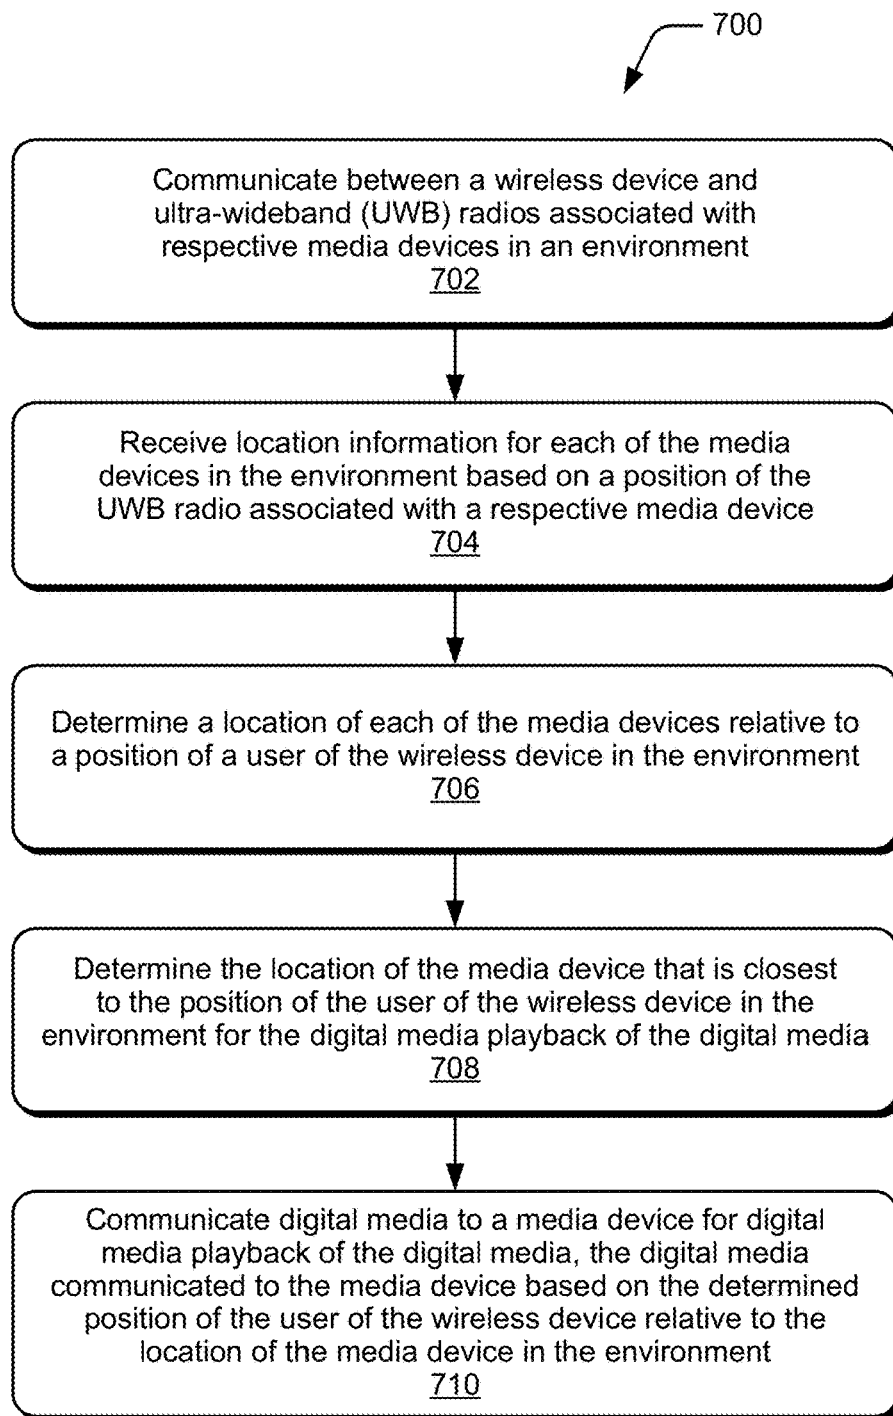 700
Communicate between a wireless device and
ultra-wideband (UWB) radios associated with
respective media devices in an environment
702
Receive location information for each of the media
devices in the environment based on a position of the
UWB radio associated with a respective media device
704
Determine a location of each of the media devices relative to
a position of a user of the wireless device in the environment
706
Determine the location of the media device that is closest
to the position of the user of the wireless device in the
environment for the digital media playback of the digital media
708
Communicate digital media to a media device for digital
media playback of the digital media, the digital media
communicated to the media device based on the determined
position of the user of the wireless device relative to the
location of the media device in the environment
710